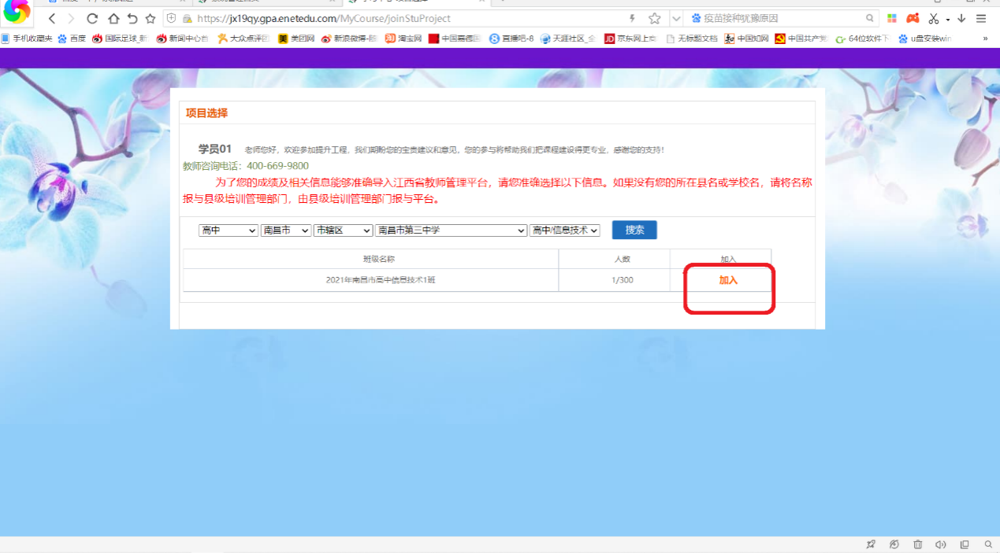 https://jx19qy.gpa.enetedu.com/MyCourse/joinStuProject
疫苗接种犹豫原因
手机收藏夹 百度 国际足球_新 新闻中心首 大众点评团 美团网 新浪微博-随 淘宝网 中国嘉德国 直播吧-8 天涯社区_全 京东网上商 无标题文档 中国知网 中国共产党 64位软件下 u盘安装win »
项目选择
学员01 老师您好，欢迎参加提升工程，我们期盼您的宝贵建议和意见，您的参与将帮助我们把课程建设得更专业，感谢您的支持！
教师咨询电话：400-669-9800
为了您的成绩及相关信息能够准确导入江西省教师管理平台，请您准确选择以下信息。如果没有您的所在县名或学校名，请将名称
报与县级培训管理部门，由县级培训管理部门报与平台。
高中 南昌市 市辖区 南昌市第三中学 高中/信息技术 搜索
班级名称 人数 加入
2021年南昌市高中信息技术1班 1/300 加入